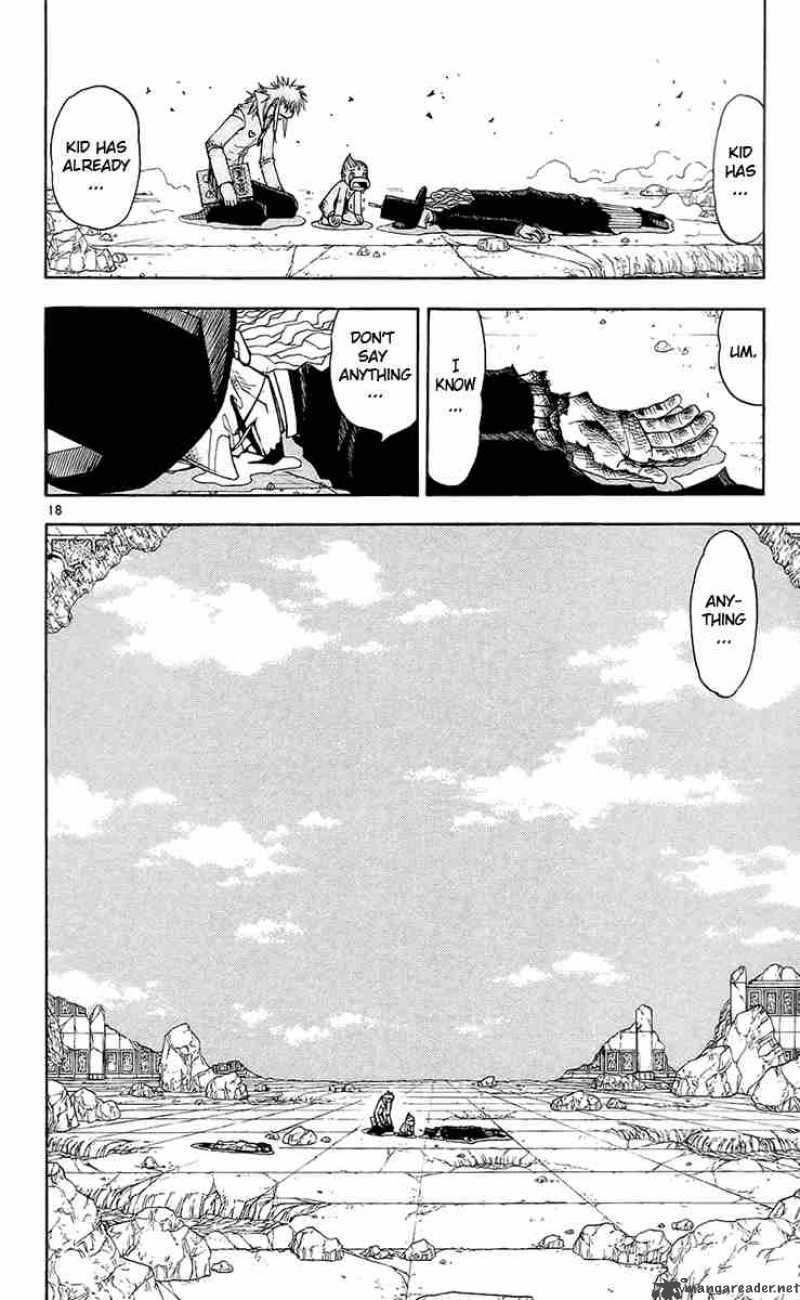 KID
HAS
...
KID HAS
ALREADY
...
UM.
I
KNOW
...
DON'T
SAY
ANYTHING
...
18
ANY-
THING
...
mangareader.net